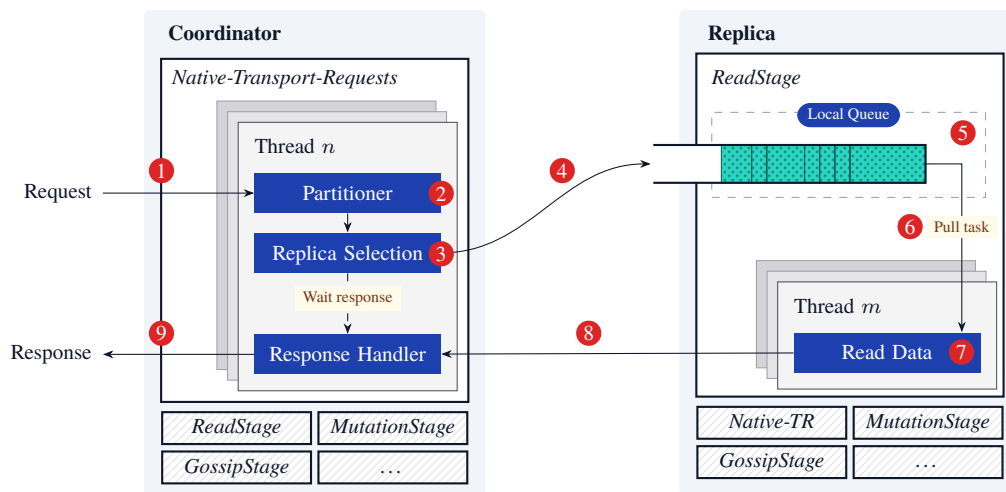 Coordinator
Native-Transport-Requests
Thread n
1
Request
Partitioner
2
Replica Selection
3
Wait response
9
Response
Response Handler
ReadStage
MutationStage
GossipStage
...
4
8
Replica
ReadStage
Local Queue
5
6
Pull task
Thread m
Read Data
7
Native-TR
MutationStage
GossipStage
...